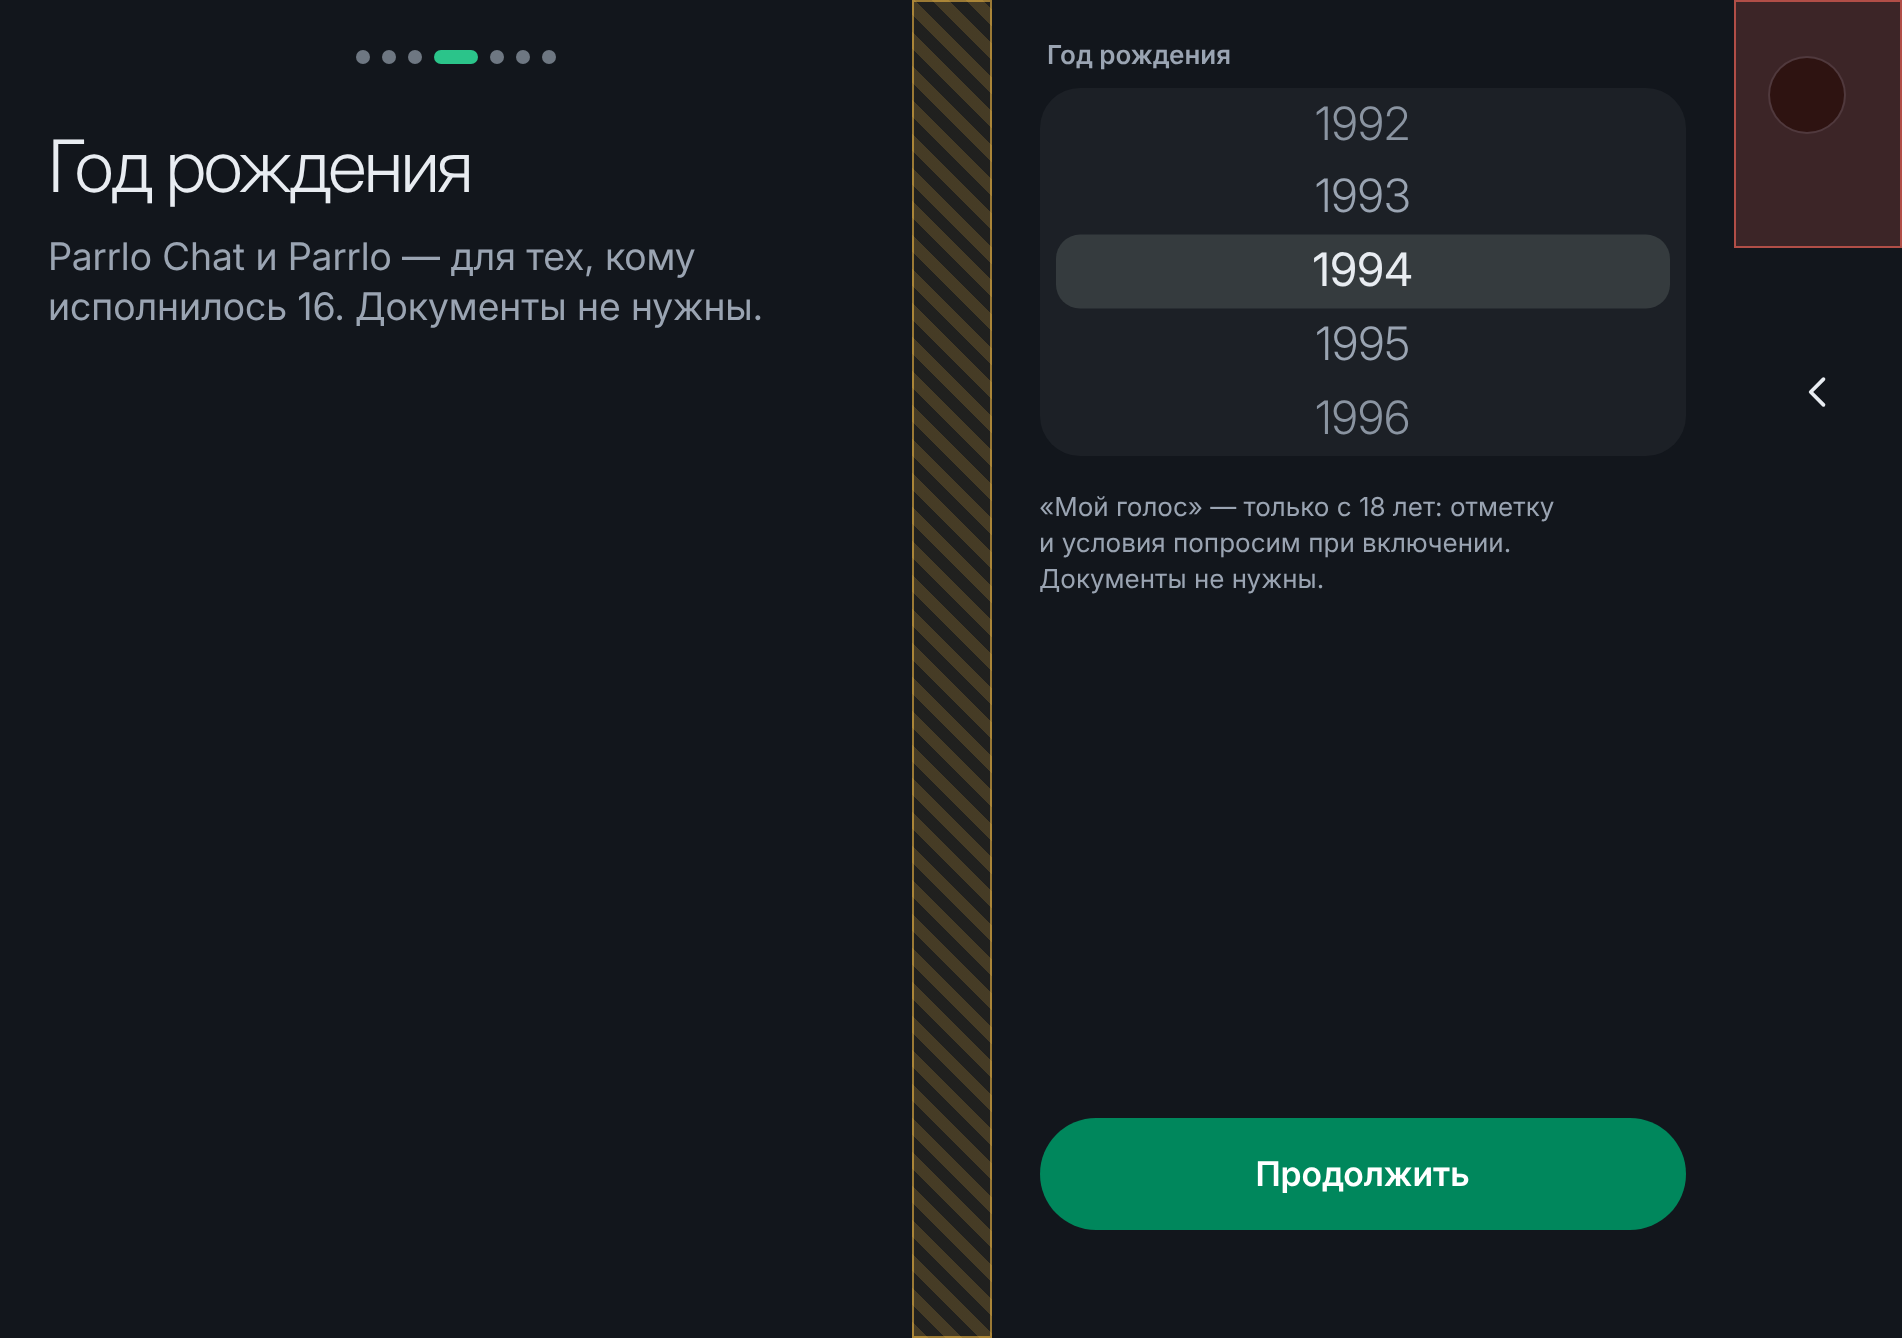 Год рождения
Parrlo Chat и Parrlo — для тех, кому
исполнилось 16. Документы не нужны.
Год рождения
1992
1993
1994
1995
1996
«Мой голос» — только с 18 лет: отметку
и условия попросим при включении.
Документы не нужны.
Продолжить